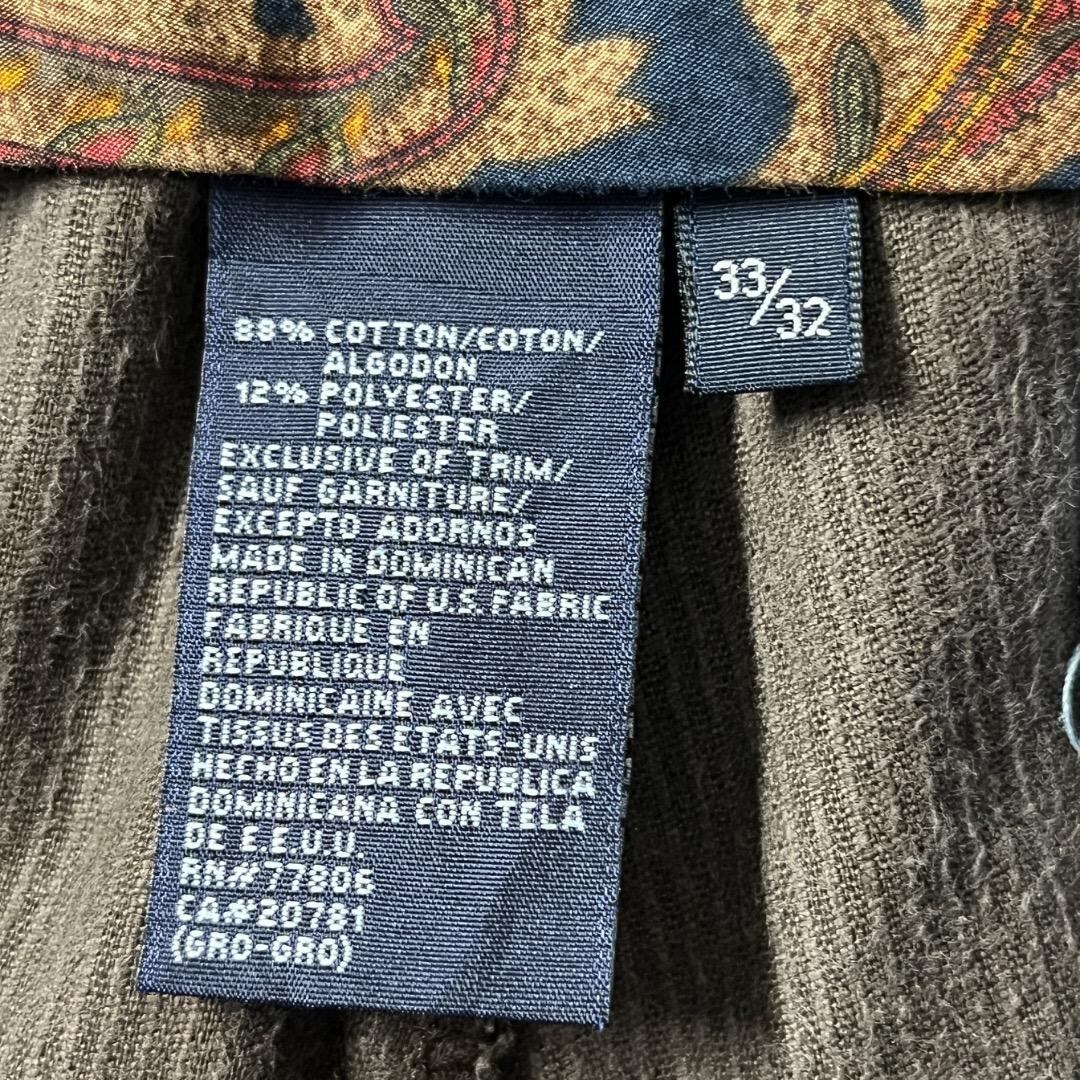 88% COTTON/COTON/
ALGODON
12% POLYESTER/
POLIESTER
EXCLUSIVE OF TRIM/
SAUF GARNITURE/
EXCEPTO ADORNOS
MADE IN DOMINICAN
REPUBLIC OF U.S. FABRIC
FABRIQUE EN
REPUBLIQUE
DOMINICAINE AVEC
TISSUS DES ETATS-UNIS
HECHO EN LA REPUBLICA
DOMINICANA CON TELA
DE E.E.U.U.
RN#77806
CA#20781
(GRO-GRO)
33/32